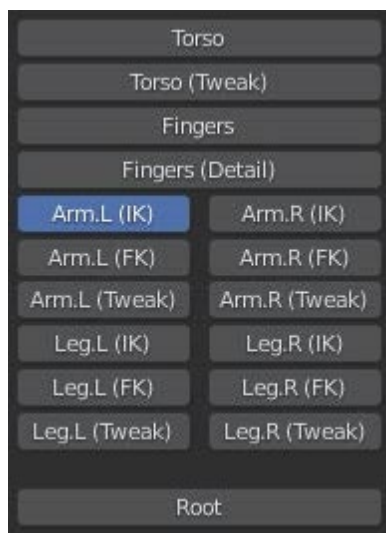 Torso
Torso (Tweak)
Fingers
Fingers (Detail)
Arm.L (IK) Arm.R (IK)
Arm.L (FK) Arm.R (FK)
Arm.L (Tweak) Arm.R (Tweak)
Leg.L (IK) Leg.R (IK)
Leg.L (FK) Leg.R (FK)
Leg.L (Tweak) Leg.R (Tweak)
Root